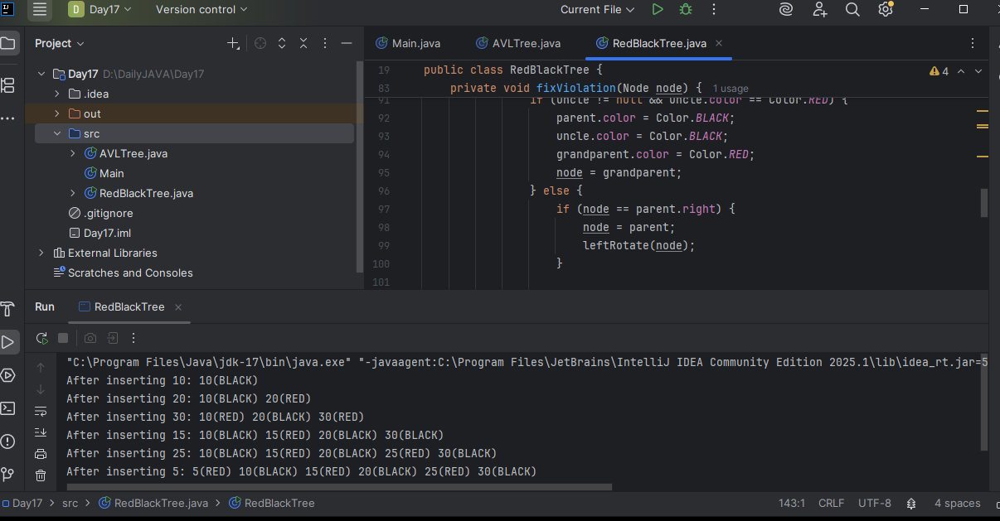 D Day17 Version control Current File
Project
Main.java AVLTree.java RedBlackTree.java
Day17 D:\DailyJAVA\Day17
.idea
out
src
AVLTree.java
Main
RedBlackTree.java
.gitignore
Day17.iml
External Libraries
Scratches and Consoles
19 public class RedBlackTree {
4
83 private void fixViolation(Node node) { 1 usage
91 if (uncle != null && uncle.color == Color.RED) {
92 parent.color = Color.BLACK;
93 uncle.color = Color.BLACK;
94 grandparent.color = Color.RED;
95 node = grandparent;
96 } else {
97 if (node == parent.right) {
98 node = parent;
99 leftRotate(node);
100 }
101
Run RedBlackTree
"C:\Program Files\Java\jdk-17\bin\java.exe" "-javaagent:C:\Program Files\JetBrains\IntelliJ IDEA Community Edition 2025.1\lib\idea_rt.jar=5
After inserting 10: 10(BLACK)
After inserting 20: 10(BLACK) 20(RED)
After inserting 30: 10(RED) 20(BLACK) 30(RED)
After inserting 15: 10(BLACK) 15(RED) 20(BLACK) 30(BLACK)
After inserting 25: 10(BLACK) 15(RED) 20(BLACK) 25(RED) 30(BLACK)
After inserting 5: 5(RED) 10(BLACK) 15(RED) 20(BLACK) 25(RED) 30(BLACK)
Day17 > src > RedBlackTree.java > RedBlackTree 143:1 CRLF UTF-8 4 spaces